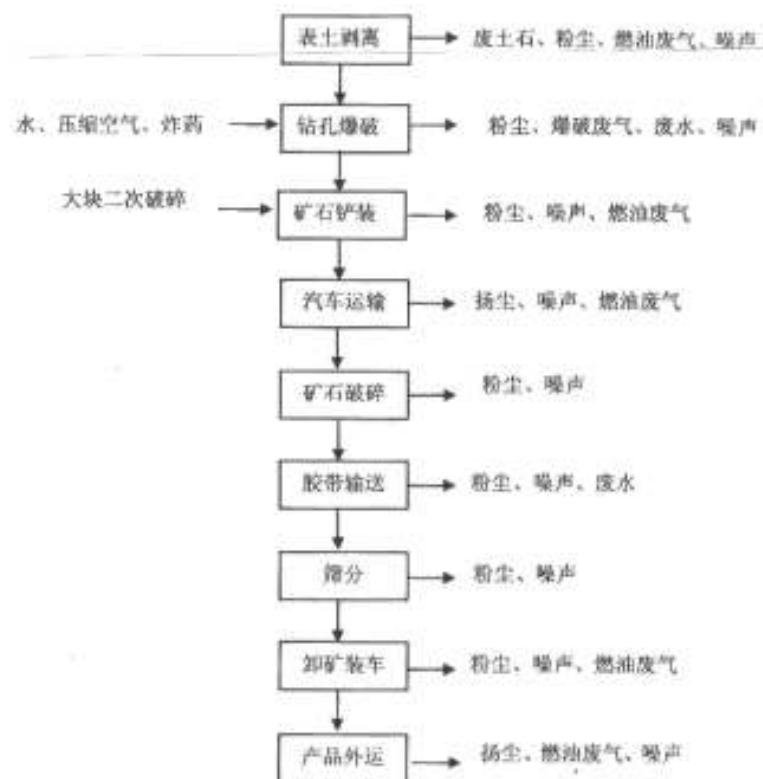 表土剥离 废土石、粉尘、燃油废气、噪声
水、压缩空气、炸药 钻孔爆破 粉尘、爆破废气、废水、噪声
大块二次破碎
矿石铲装 粉尘、噪声、燃油废气
汽车运输 扬尘、噪声、燃油废气
矿石破碎 粉尘、噪声
胶带输送 粉尘、噪声、废水
筛分 粉尘、噪声
卸矿装车 粉尘、噪声、燃油废气
产品外运 扬尘、燃油废气、噪声